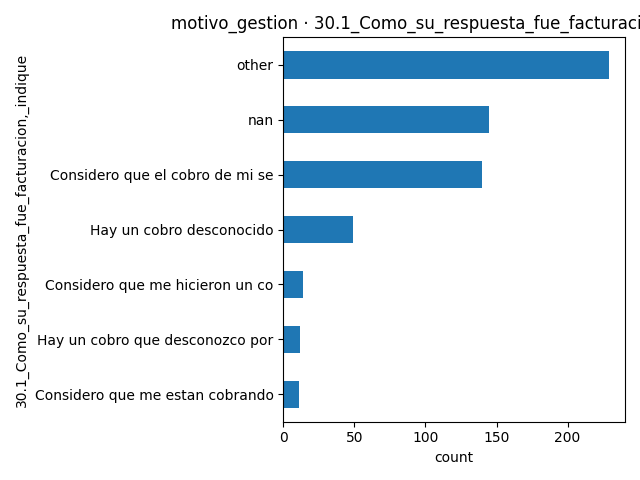 motivo_gestion · 30.1_Como_su_respuesta_fue_facturaci
30.1_Como_su_respuesta_fue_facturacion,_indique
other
nan
Considero que el cobro de mi se
Hay un cobro desconocido
Considero que me hicieron un co
Hay un cobro que desconozco por
Considero que me estan cobrando
0 50 100 150 200
count